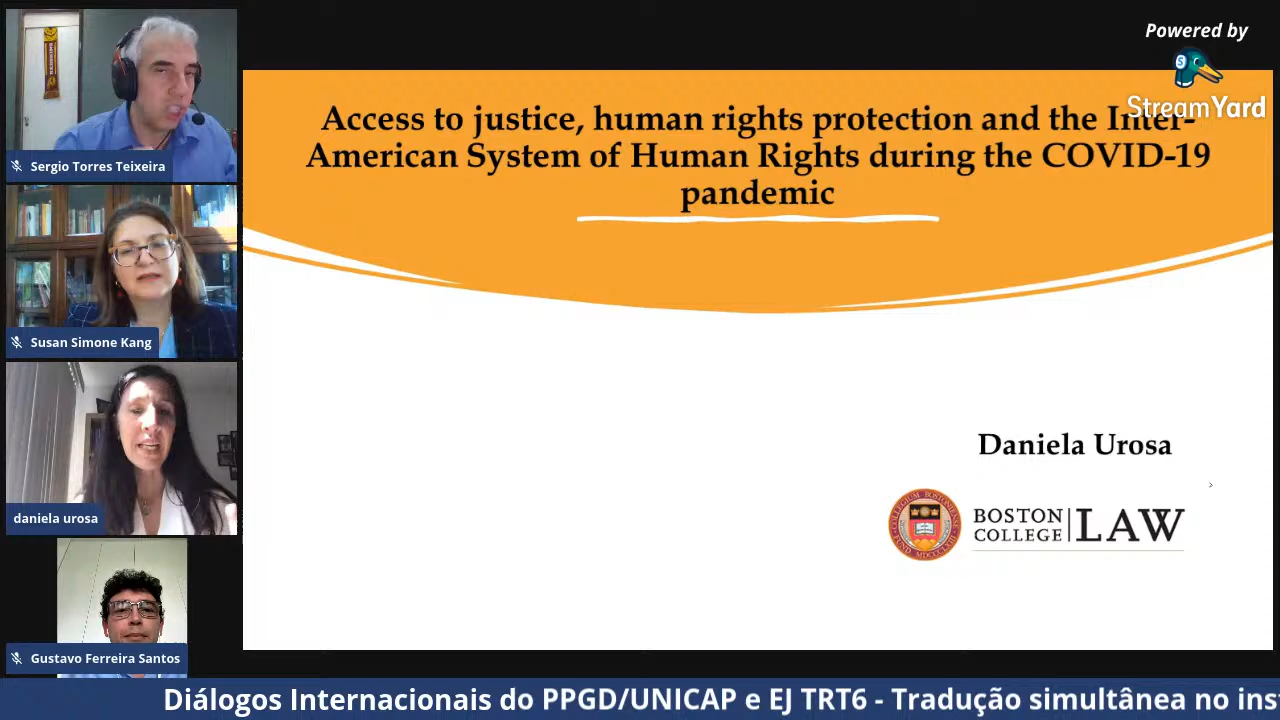 Powered by
StreamYard
Access to justice, human rights protection and the Inter-
American System of Human Rights during the COVID-19
pandemic
Daniela Urosa
BOSTON
COLLEGE
LAW
Sergio Torres Teixeira
Susan Simone Kang
daniela urosa
Gustavo Ferreira Santos
Diálogos Internacionais do PPGD/UNICAP e EJ TRT6 - Tradução simultânea no ins